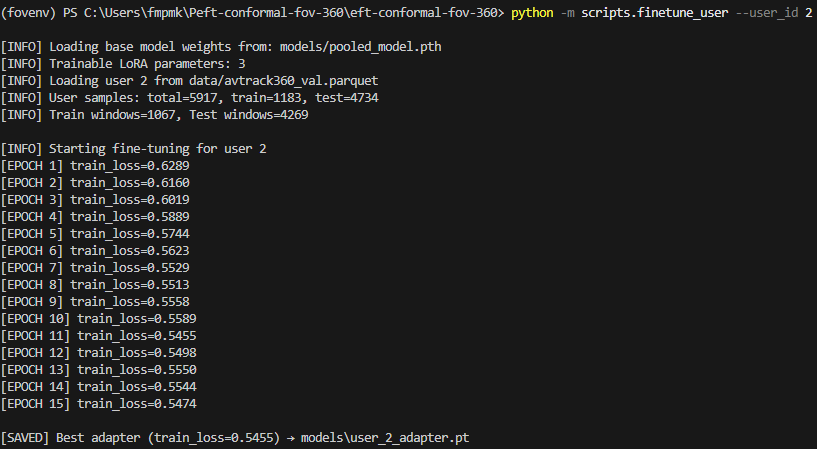 (fovenv) PS C:\Users\fmpmk\Peft-conformal-fov-360\eft-conformal-fov-360> python -m scripts.finetune_user --user_id 2
[INFO] Loading base model weights from: models/pooled_model.pth
[INFO] Trainable LoRA parameters: 3
[INFO] Loading user 2 from data/avtrack360_val.parquet
[INFO] User samples: total=5917, train=1183, test=4734
[INFO] Train windows=1067, Test windows=4269
[INFO] Starting fine-tuning for user 2
[EPOCH 1] train_loss=0.6289
[EPOCH 2] train_loss=0.6160
[EPOCH 3] train_loss=0.6019
[EPOCH 4] train_loss=0.5889
[EPOCH 5] train_loss=0.5744
[EPOCH 6] train_loss=0.5623
[EPOCH 7] train_loss=0.5529
[EPOCH 8] train_loss=0.5513
[EPOCH 9] train_loss=0.5558
[EPOCH 10] train_loss=0.5589
[EPOCH 11] train_loss=0.5455
[EPOCH 12] train_loss=0.5498
[EPOCH 13] train_loss=0.5550
[EPOCH 14] train_loss=0.5544
[EPOCH 15] train_loss=0.5474
[SAVED] Best adapter (train_loss=0.5455) → models\user_2_adapter.pt